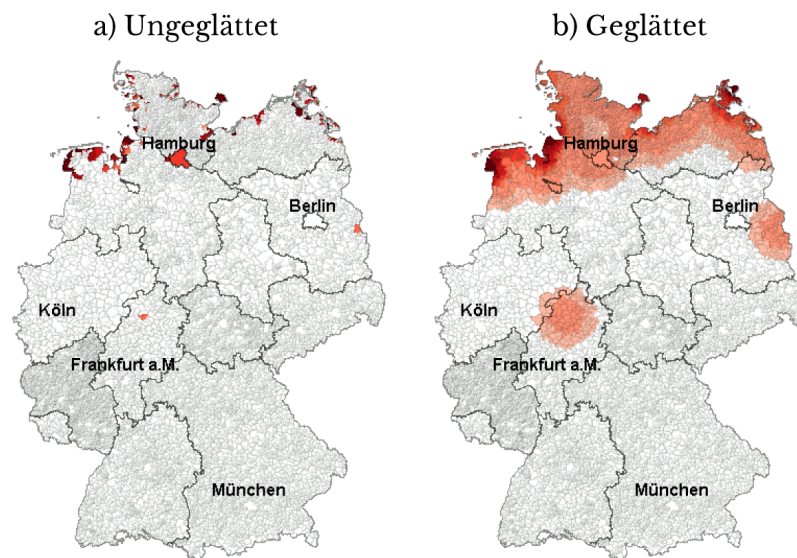 a) Ungeglättet
b) Geglättet
Hamburg
Berlin
Köln
Frankfurt a.M.
München
Hamburg
Berlin
Köln
Frankfurt a.M.
München